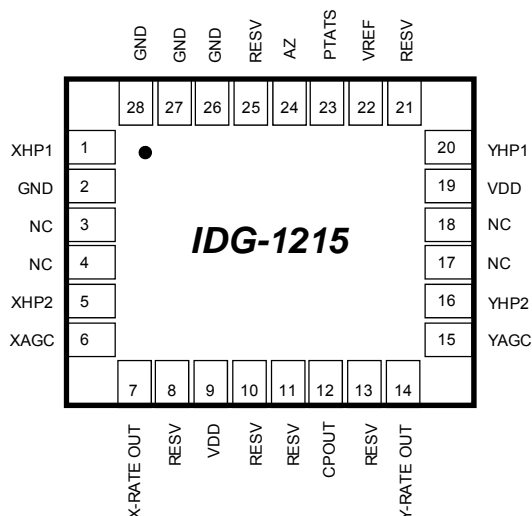 GND GND GND RESV AZ PTATS VREF RESV
28 27 26 25 24 23 22 21
XHP1 1 20 YHP1
GND 2 19 VDD
NC 3 18 NC
IDG-1215
NC 4 17 NC
XHP2 5 16 YHP2
XAGC 6 15 YAGC
7 8 9 10 11 12 13 14
X-RATE OUT RESV VDD RESV RESV CPOUT RESV Y-RATE OUT